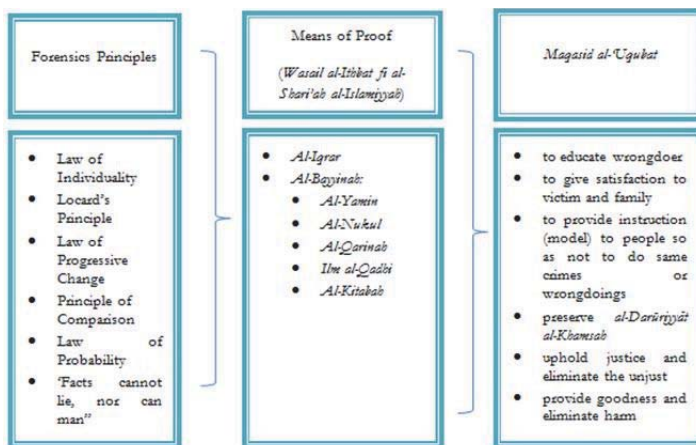 Forensics Principles
Means of Proof
(Wasail al-Ithbat fi al-
Shari'ah al-Islamiyyah)
Maqasid al-'Uqubat
• Law of
Individuality
• Locard's
Principle
• Law of
Progressive
Change
• Principle of
Comparison
• Law of
Probability
• 'Facts cannot
lie, nor can
man"
• Al-Iqrar
• Al-Bayyinah:
• Al-Yamin
• Al-Nukul
• Al-Qarinah
• Ilm al-Qadhi
• Al-Kitabah
• to educate wrongdoer
• to give satisfaction to
victim and family
• to provide instruction
(model) to people so
as not to do same
crimes or
wrongdoings
• preserve al-Darūriyyāt
al-Khamsah
• uphold justice and
eliminate the unjust
• provide goodness and
eliminate harm